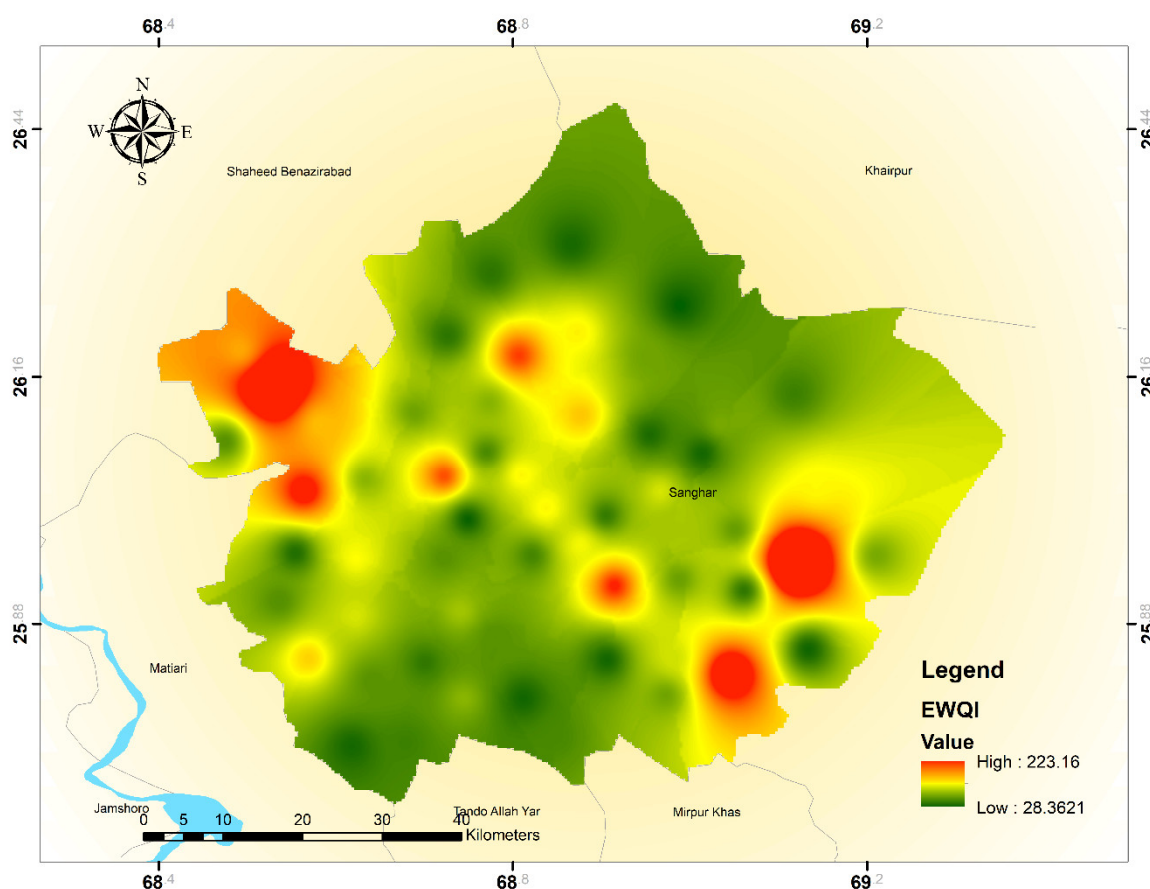 68.4 68.8 69.2
N
W E
S
26.44 26.44
Shaheed Benazirabad
Khairpur
26.16 26.16
Sanghar
25.88 25.88
Matiari
Legend
EWQI
Value
High : 223.16
Low : 28.3621
Jamshoro
Tando Allah Yar
Mirpur Khas
0 5 10 20 30 40
Kilometers
68.4 68.8 69.2